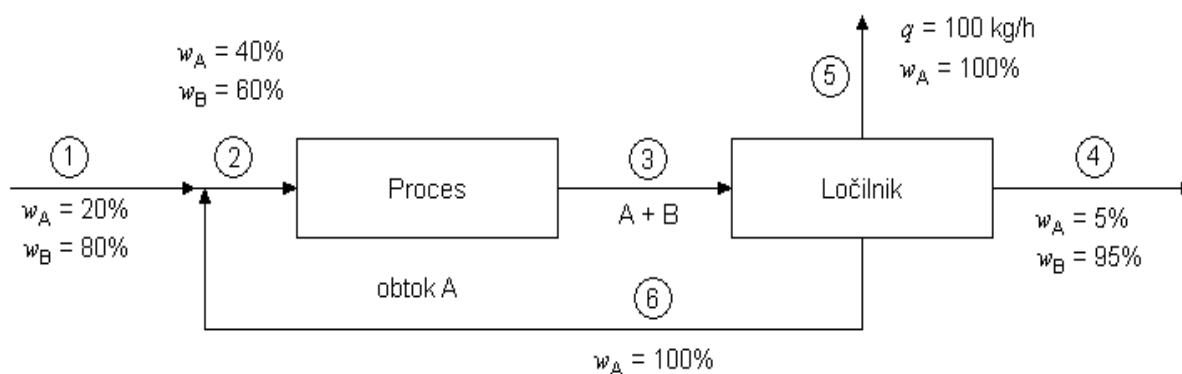 q = 100 kg/h
w_A = 100%
w_A = 40%
w_B = 60%
5
1
2
3
4
Proces
Ločilnik
w_A = 20%
w_B = 80%
A + B
w_A = 5%
w_B = 95%
obtok A
6
w_A = 100%